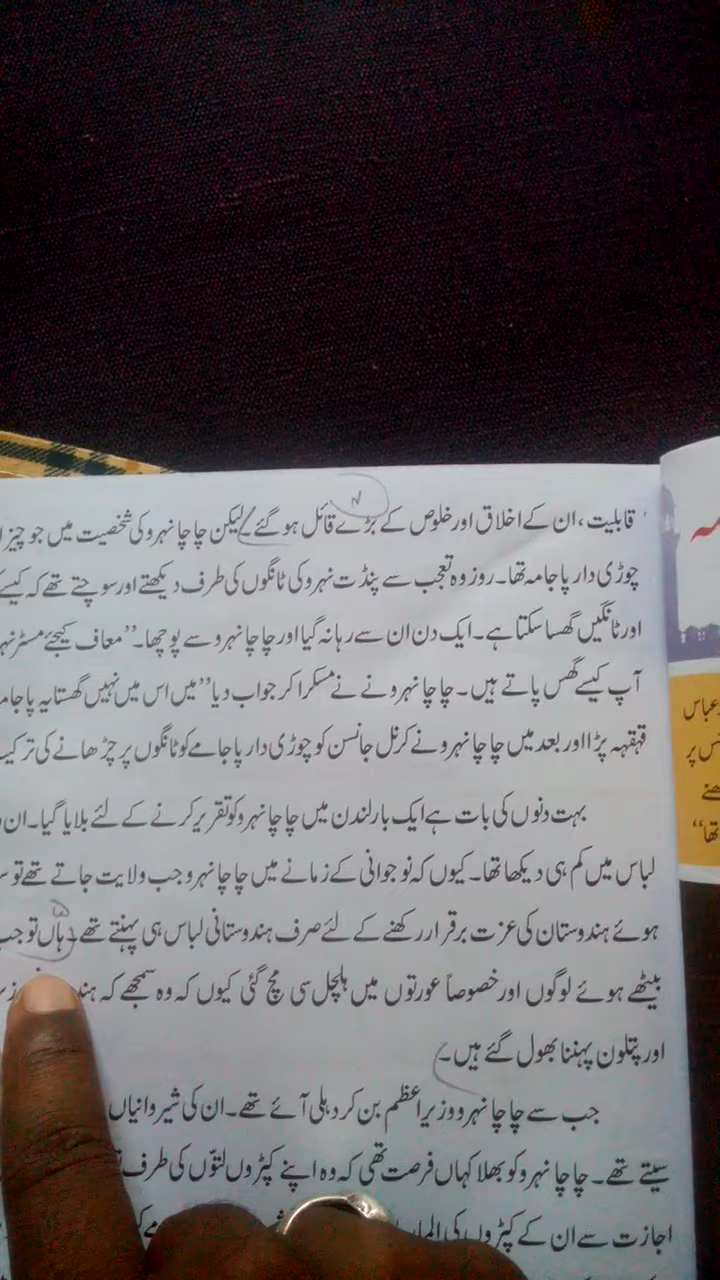 قابلیت، ان کے اخلاق اور خلوص کے بڑے قائل ہو گئے۔ لیکن چاچا نہرو کی شخصیت میں جو چیز
چوڑی دار پاجامہ تھا۔ روز وہ تعجب سے پنڈت نہرو کی ٹانگوں کی طرف دیکھتے اور سوچتے تھے کہ کیسے
اور ٹانگیں گھسا سکتا ہے۔ ایک دن ان سے رہا نہ گیا اور چاچا نہرو سے پوچھا۔ ”معاف کیجئے مسٹر
آپ کیسے گھس پاتے ہیں۔ چاچا نہرو نے نے مسکرا کر جواب دیا ”میں اس میں نہیں گھستا یہ پاجامہ
قہقہہ پڑا اور بعد میں چاچا نہرو نے کرنل جانسن کو چوڑی دار پاجامے کو ٹانگوں پر چڑھانے کی
بہت دنوں کی بات ہے ایک بار لندن میں چاچا نہرو کو تقریر کرنے کے لئے بلایا گیا۔ ان
لباس میں کم ہی دیکھا تھا۔ کیوں کہ نوجوانی کے زمانے میں چاچا نہرو جب ولایت جاتے تھے تو
ہوئے ہندوستان کی عزت برقرار رکھنے کے لئے صرف ہندوستانی لباس ہی پہنتے تھے۔ ہاں تو جب
بیٹھے ہوئے لوگوں اور خصوصاً عورتوں میں ہلچل سی مچ گئی کیوں کہ وہ سمجھے کہ
اور پتلون پہننا بھول گئے ہیں۔
جب سے چاچا نہرو وزیر اعظم بن کر دہلی آئے تھے۔ ان کی شیروانیاں
سیتے تھے۔ چاچا نہرو کو بھلا کہاں فرصت تھی کہ وہ اپنے کپڑوں لتّوں کی طرف
اجازت سے ان کے کپڑوں کی
عباس
پر
تھا“